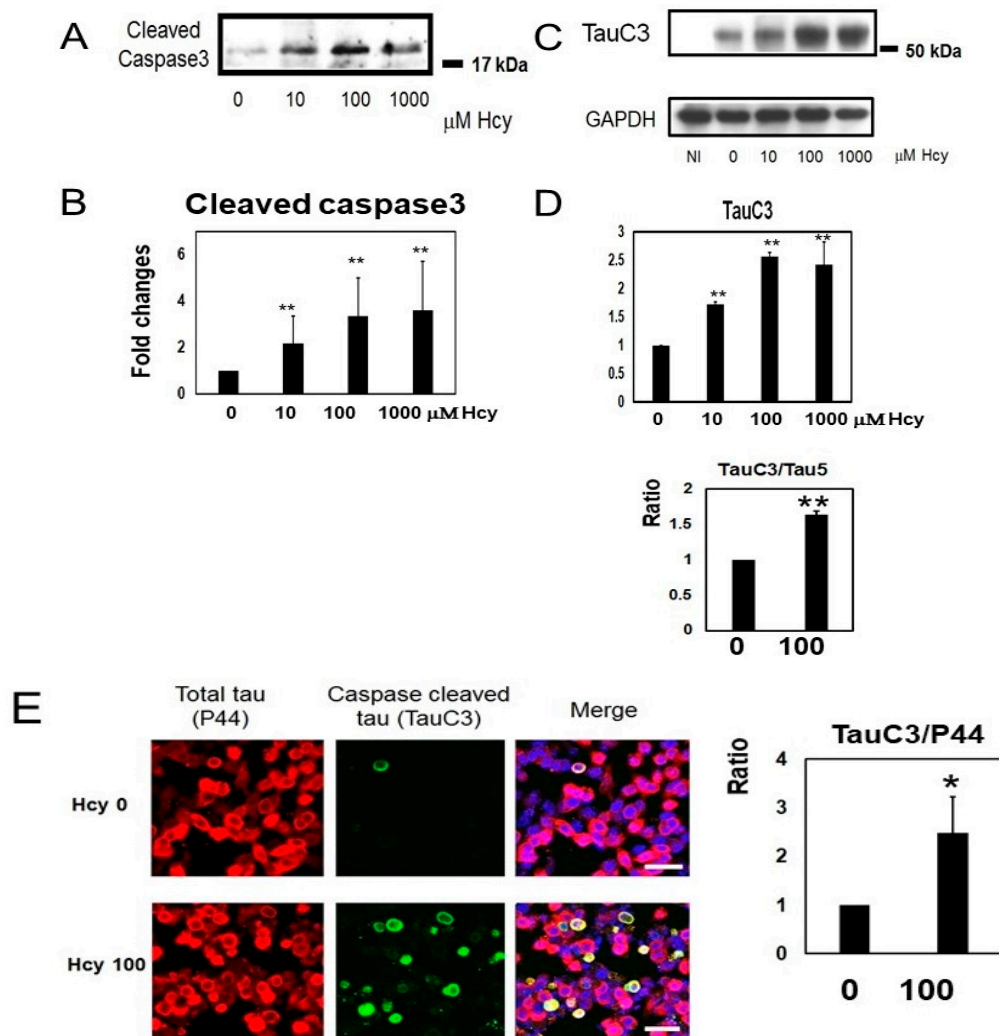 A
Cleaved
Caspase3
17 kDa
0 10 100 1000
μM Hcy
B
Cleaved caspase3
Fold changes
6
4
2
0
** ** **
0 10 100 1000 μM Hcy
C
TauC3
50 kDa
GAPDH
NI 0 10 100 1000 μM Hcy
D
TauC3
3
2.5
2
1.5
1
0.5
0
** ** **
0 10 100 1000 μM Hcy
TauC3/Tau5
Ratio
2
1.5
1
0.5
0
**
0 100
E
Total tau
(P44)
Caspase cleaved
tau (TauC3)
Merge
Hcy 0
Hcy 100
TauC3/P44
Ratio
4
3
2
1
0
*
0 100